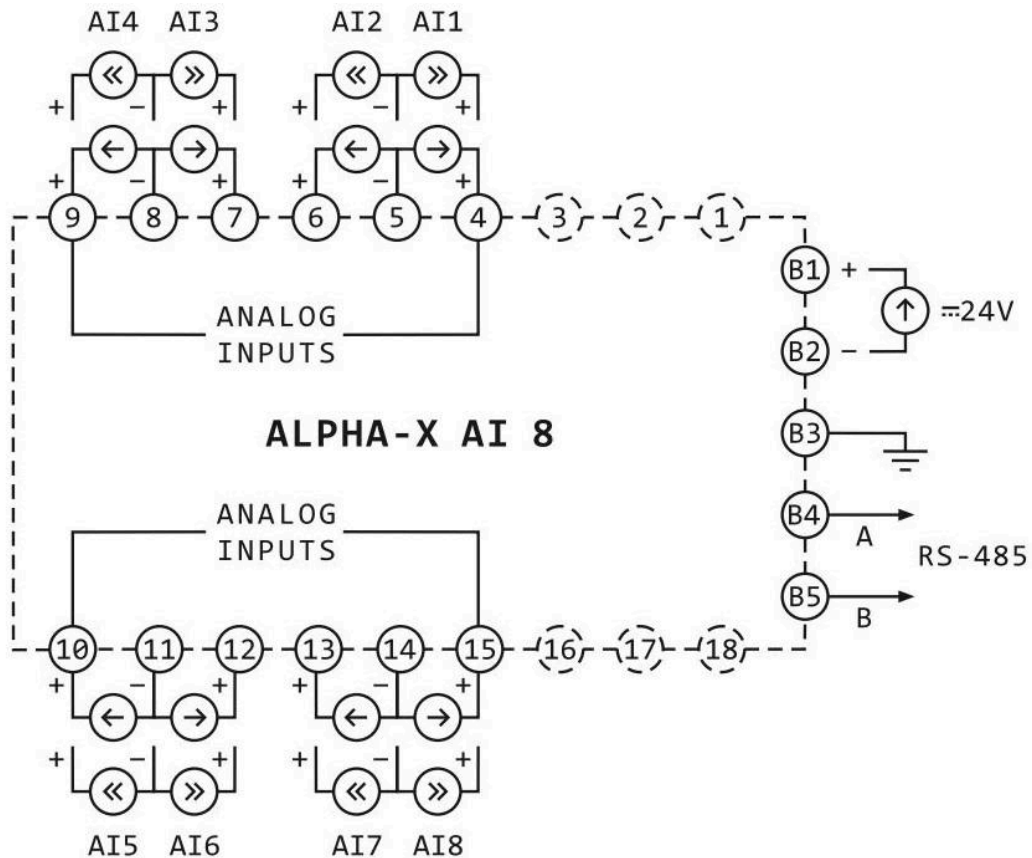 AI4 AI3 AI2 AI1
+ − + + − +
+ − + + − +
9 8 7 6 5 4 3 2 1
B1 +
ANALOG
INPUTS
⎓24V
B2 −
ALPHA-X AI 8
B3
ANALOG
INPUTS
B4
A
RS-485
B5
B
10 11 12 13 14 15 16 17 18
+ − + + − +
+ − + + − +
AI5 AI6 AI7 AI8